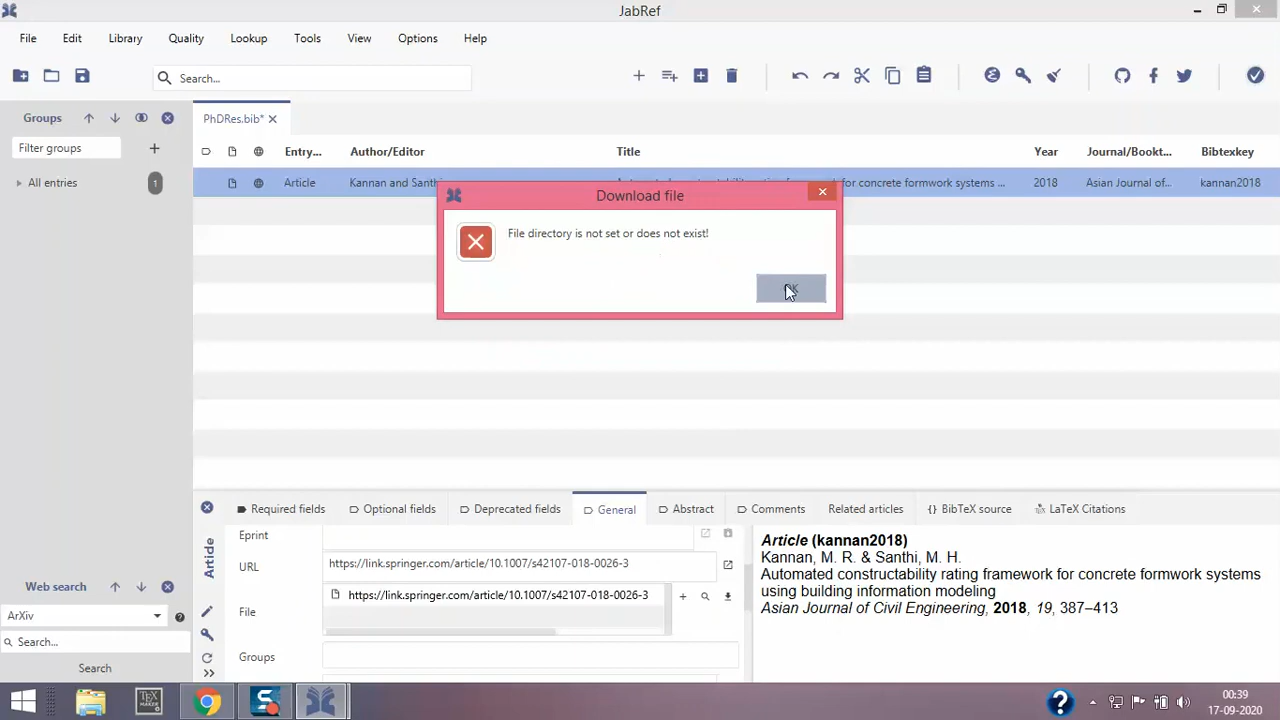 JabRef
File Edit Library Quality Lookup Tools View Options Help
Search...
Groups
PhDRes.bib*
Filter groups
Entry... Author/Editor Title Year Journal/Bookt... Bibtexkey
All entries 1
Article Kannan and Santhi for concrete formwork systems ... 2018 Asian Journal of... kannan2018
Download file
File directory is not set or does not exist!
Required fields Optional fields Deprecated fields General Abstract Comments Related articles {} BibTeX source LaTeX Citations
Article
Eprint
URL https://link.springer.com/article/10.1007/s42107-018-0026-3
File https://link.springer.com/article/10.1007/s42107-018-0026-3
Groups
Article (kannan2018)
Kannan, M. R. & Santhi, M. H.
Automated constructability rating framework for concrete formwork systems
using building information modeling
Asian Journal of Civil Engineering, 2018, 19, 387–413
Web search
ArXiv
Search...
Search
TEX
MAKER
S
?
00:39
17-09-2020